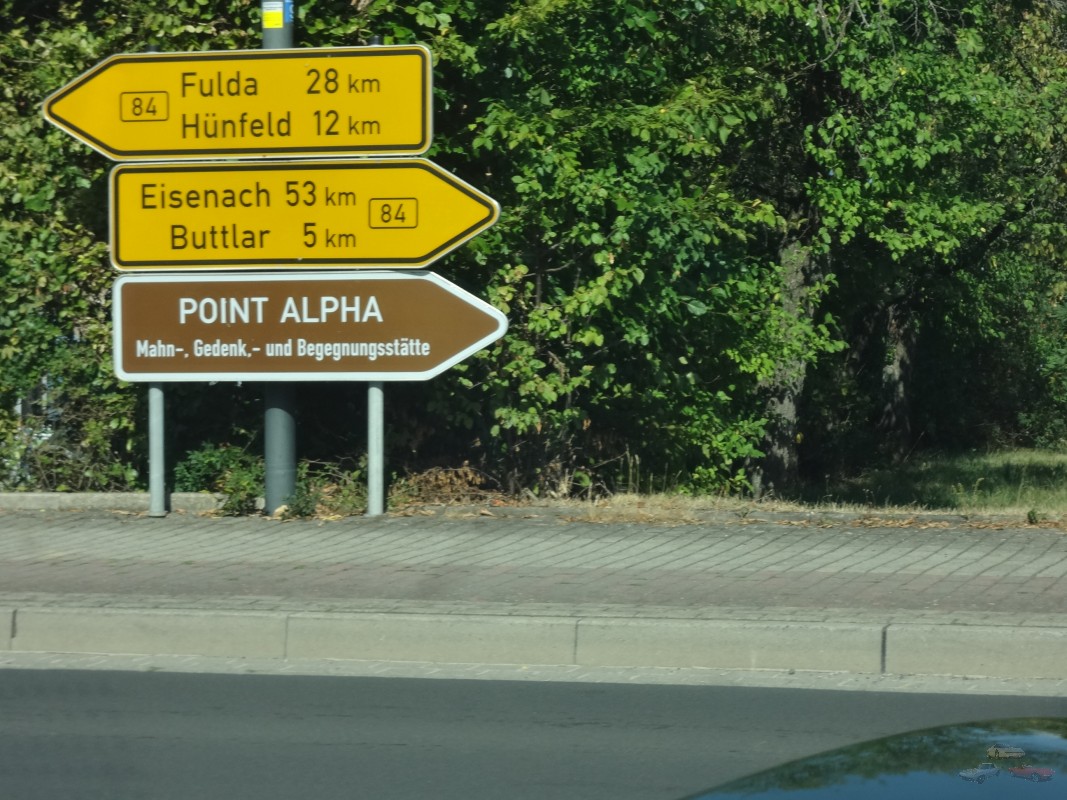 84 Fulda 28 km
Hünfeld 12 km
Eisenach 53 km 84
Buttlar 5 km
POINT ALPHA
Mahn-, Gedenk,- und Begegnungsstätte